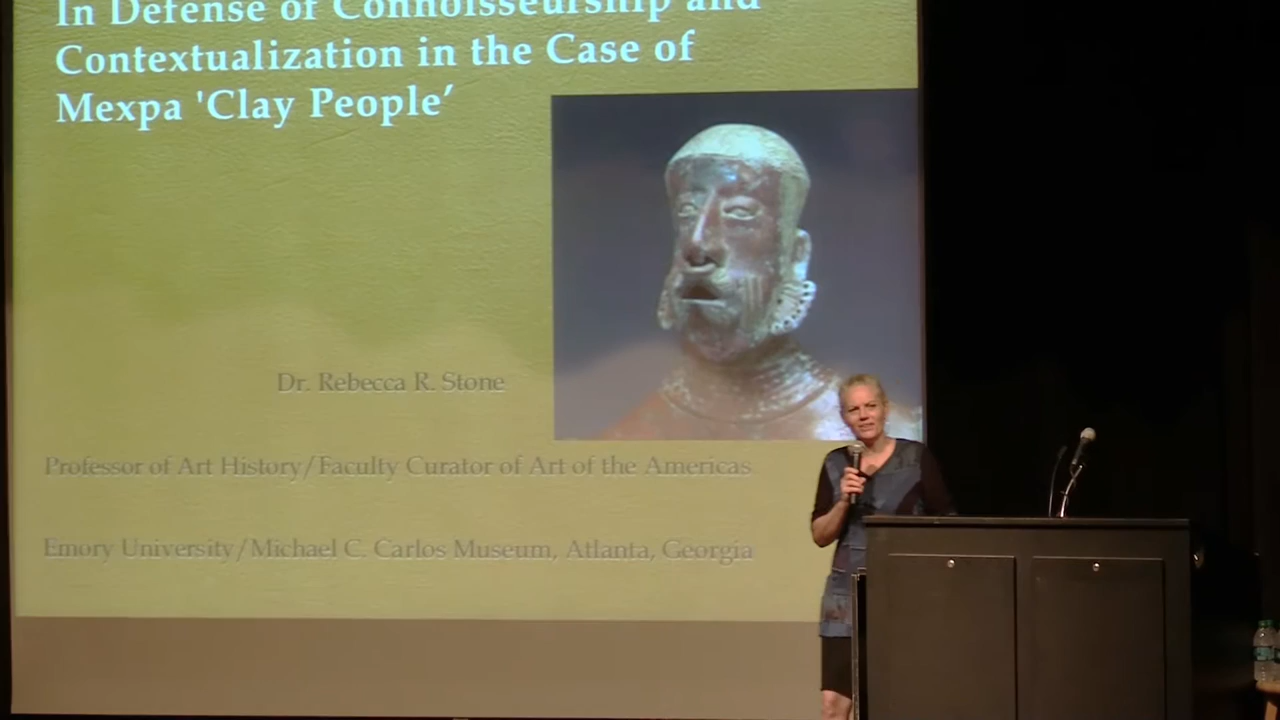 In Defense of Connoisseurship and
Contextualization in the Case of
Mexpa 'Clay People’
Dr. Rebecca R. Stone
Professor of Art History/Faculty Curator of Art of the Americas
Emory University/Michael C. Carlos Museum, Atlanta, Georgia